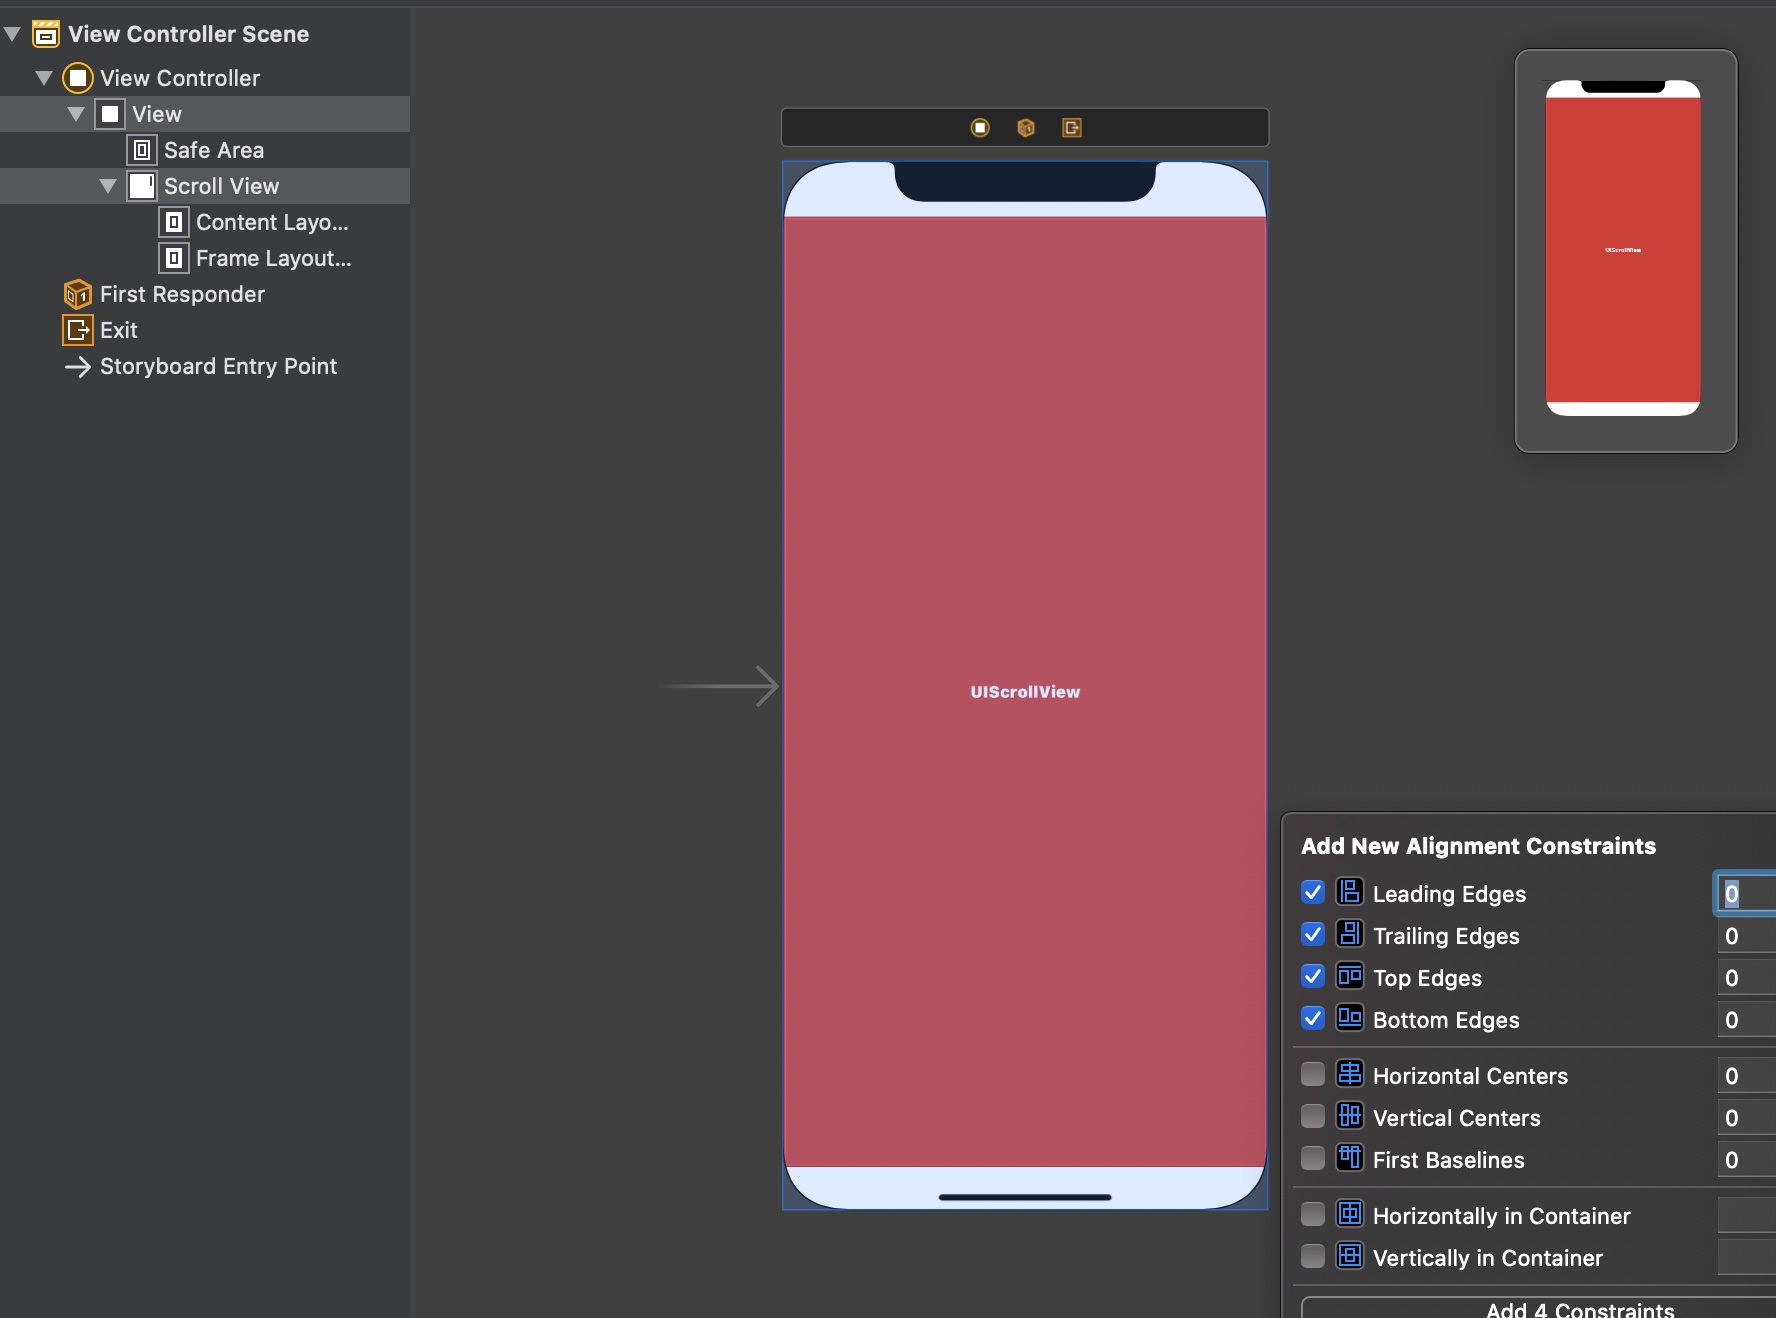 View Controller Scene
View Controller
View
Safe Area
Scroll View
Content Layo...
Frame Layout...
First Responder
Exit
Storyboard Entry Point
UIScrollView
UIScrollView
Add New Alignment Constraints
Leading Edges 0
Trailing Edges 0
Top Edges 0
Bottom Edges 0
Horizontal Centers 0
Vertical Centers 0
First Baselines 0
Horizontally in Container
Vertically in Container
Add 4 Constraints